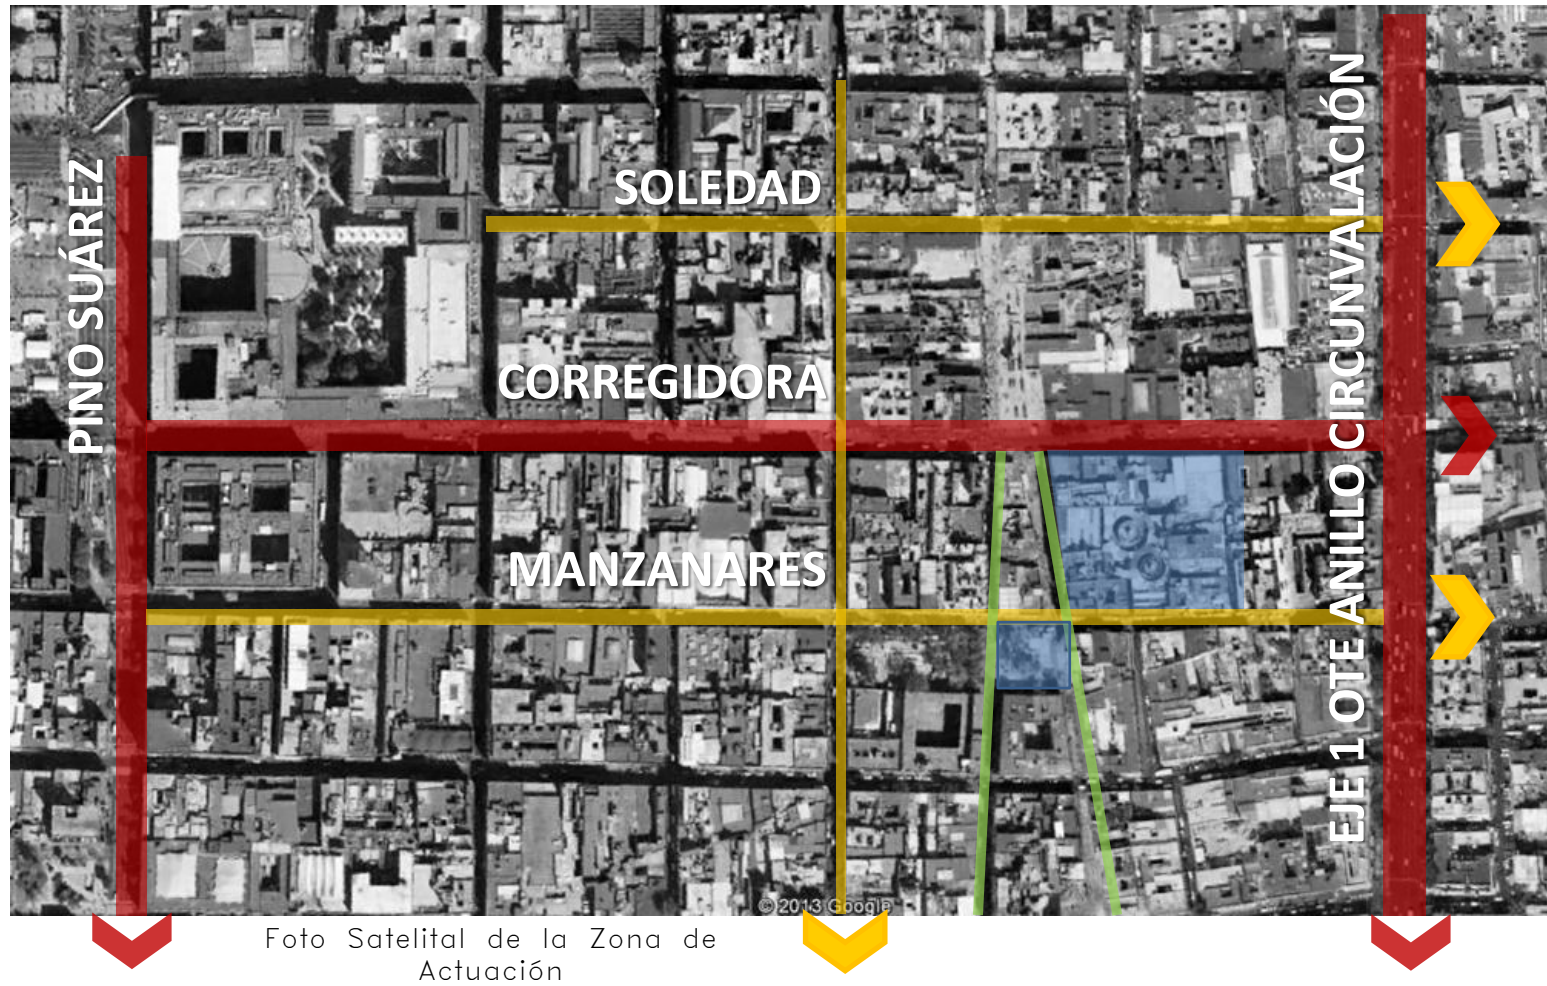 SOLEDAD
PINO SUÁREZ
CORREGIDORA
MANZANARES
EJE 1 OTE ANILLO CIRCUNVALACIÓN
© 2013 Google
Foto Satelital de la Zona de
Actuación